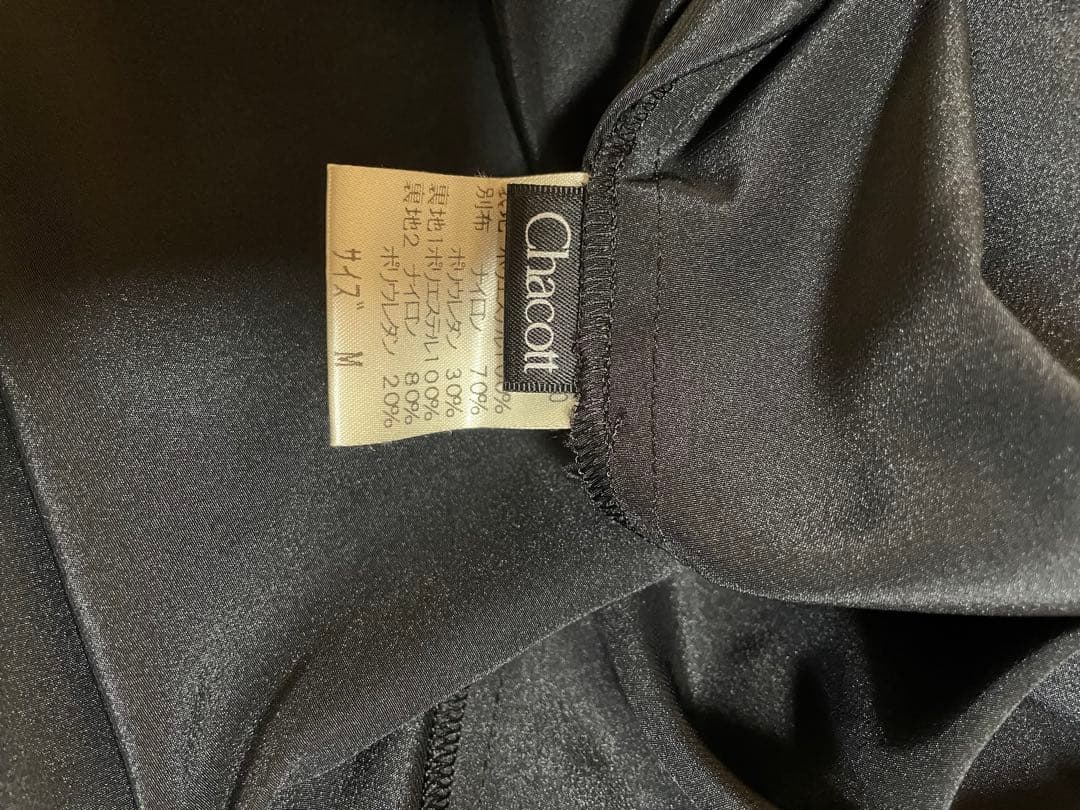 Chacott
別布 ナイロン 70%
ポリウレタン 30%
裏地1ポリエステル100%
裏地2 ナイロン 80%
ポリウレタン 20%
サイズ M